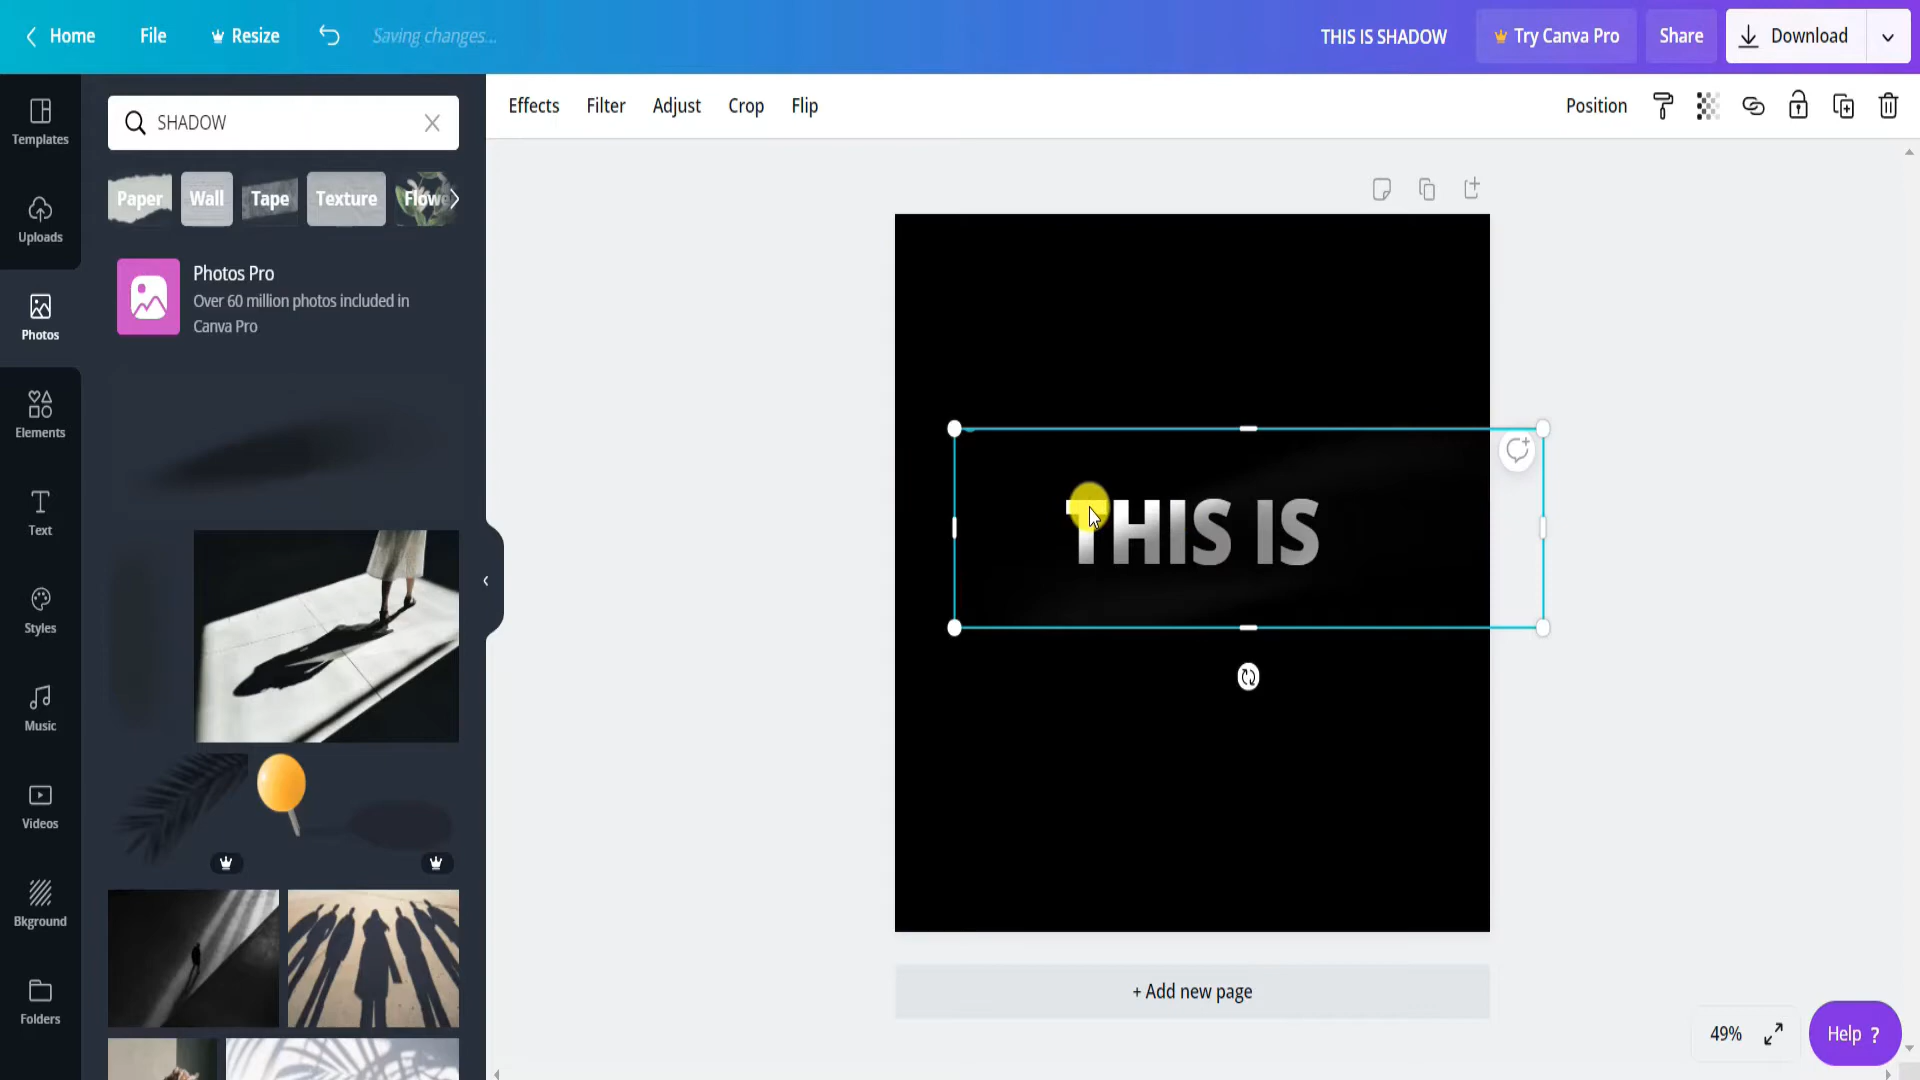 Home
File
Resize
Saving changes...
THIS IS SHADOW
Try Canva Pro
Share
Download
Templates
Uploads
Photos
Elements
Text
Styles
Music
Videos
Bkground
Folders
SHADOW
Paper
Wall
Tape
Texture
Flowe
Photos Pro
Over 60 million photos included in
Canva Pro
Effects
Filter
Adjust
Crop
Flip
Position
THIS IS
+ Add new page
49%
Help ?